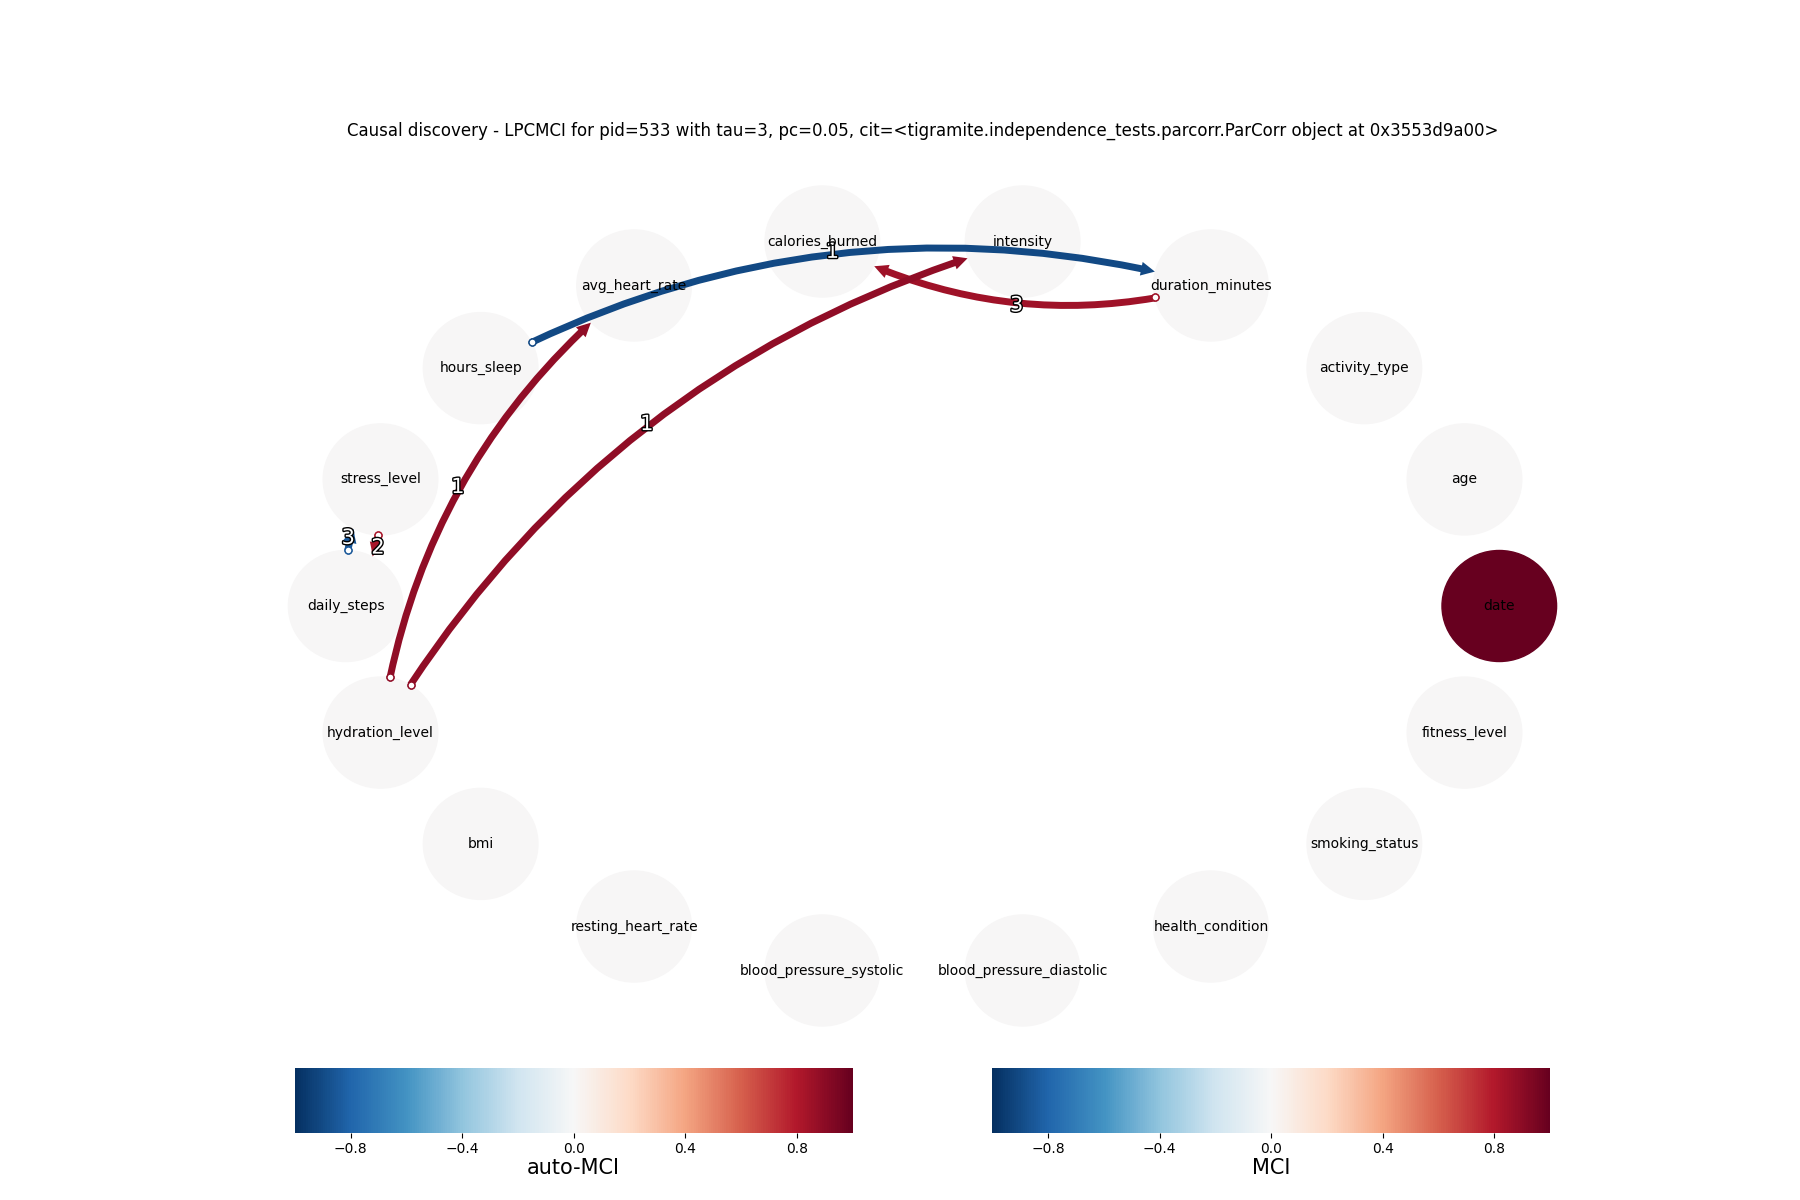 Causal discovery - LPCMCI for pid=533 with tau=3, pc=0.05, cit=<tigramite.independence_tests.parcorr.ParCorr object at 0x3553d9a00>
calories_burned
intensity
1
avg_heart_rate
duration_minutes
3
hours_sleep
activity_type
1
stress_level
age
1
3
2
daily_steps
date
hydration_level
fitness_level
bmi
smoking_status
resting_heart_rate
health_condition
blood_pressure_systolic
blood_pressure_diastolic
−0.8 −0.4 0.0 0.4 0.8
auto-MCI
−0.8 −0.4 0.0 0.4 0.8
MCI